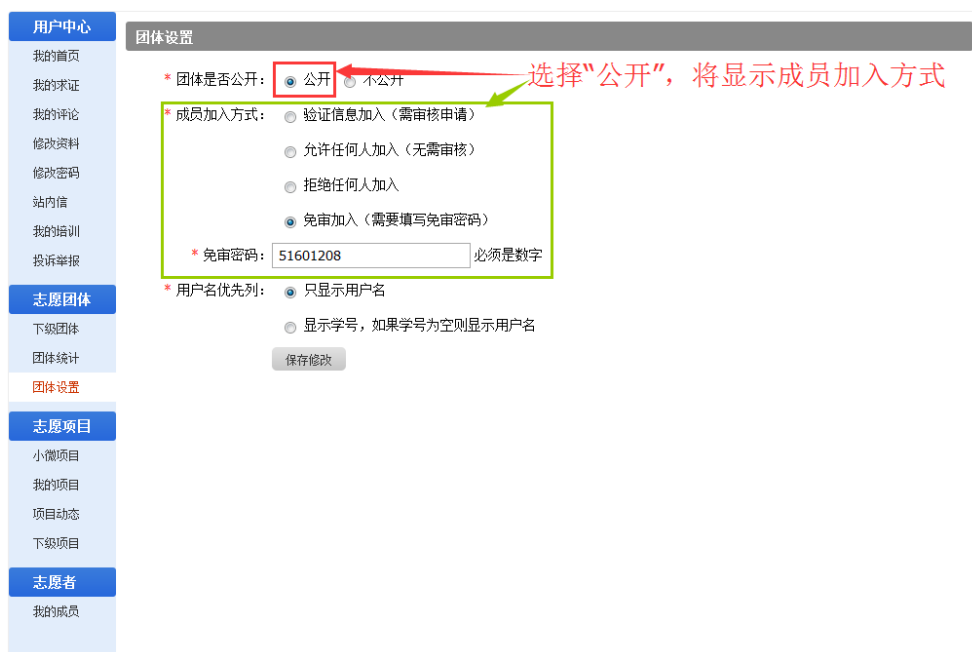 用户中心
我的首页
我的求证
我的评论
修改资料
修改密码
站内信
我的培训
投诉举报
志愿团体
下级团体
团体统计
团体设置
志愿项目
小微项目
我的项目
项目动态
下级项目
志愿者
我的成员
团体设置
* 团体是否公开： 公开 不公开
选择“公开”，将显示成员加入方式
* 成员加入方式： 验证信息加入（需审核申请）
允许任何人加入（无需审核）
拒绝任何人加入
免审加入（需要填写免审密码）
* 免审密码： 51601208 必须是数字
* 用户名优先列： 只显示用户名
显示学号，如果学号为空则显示用户名
保存修改